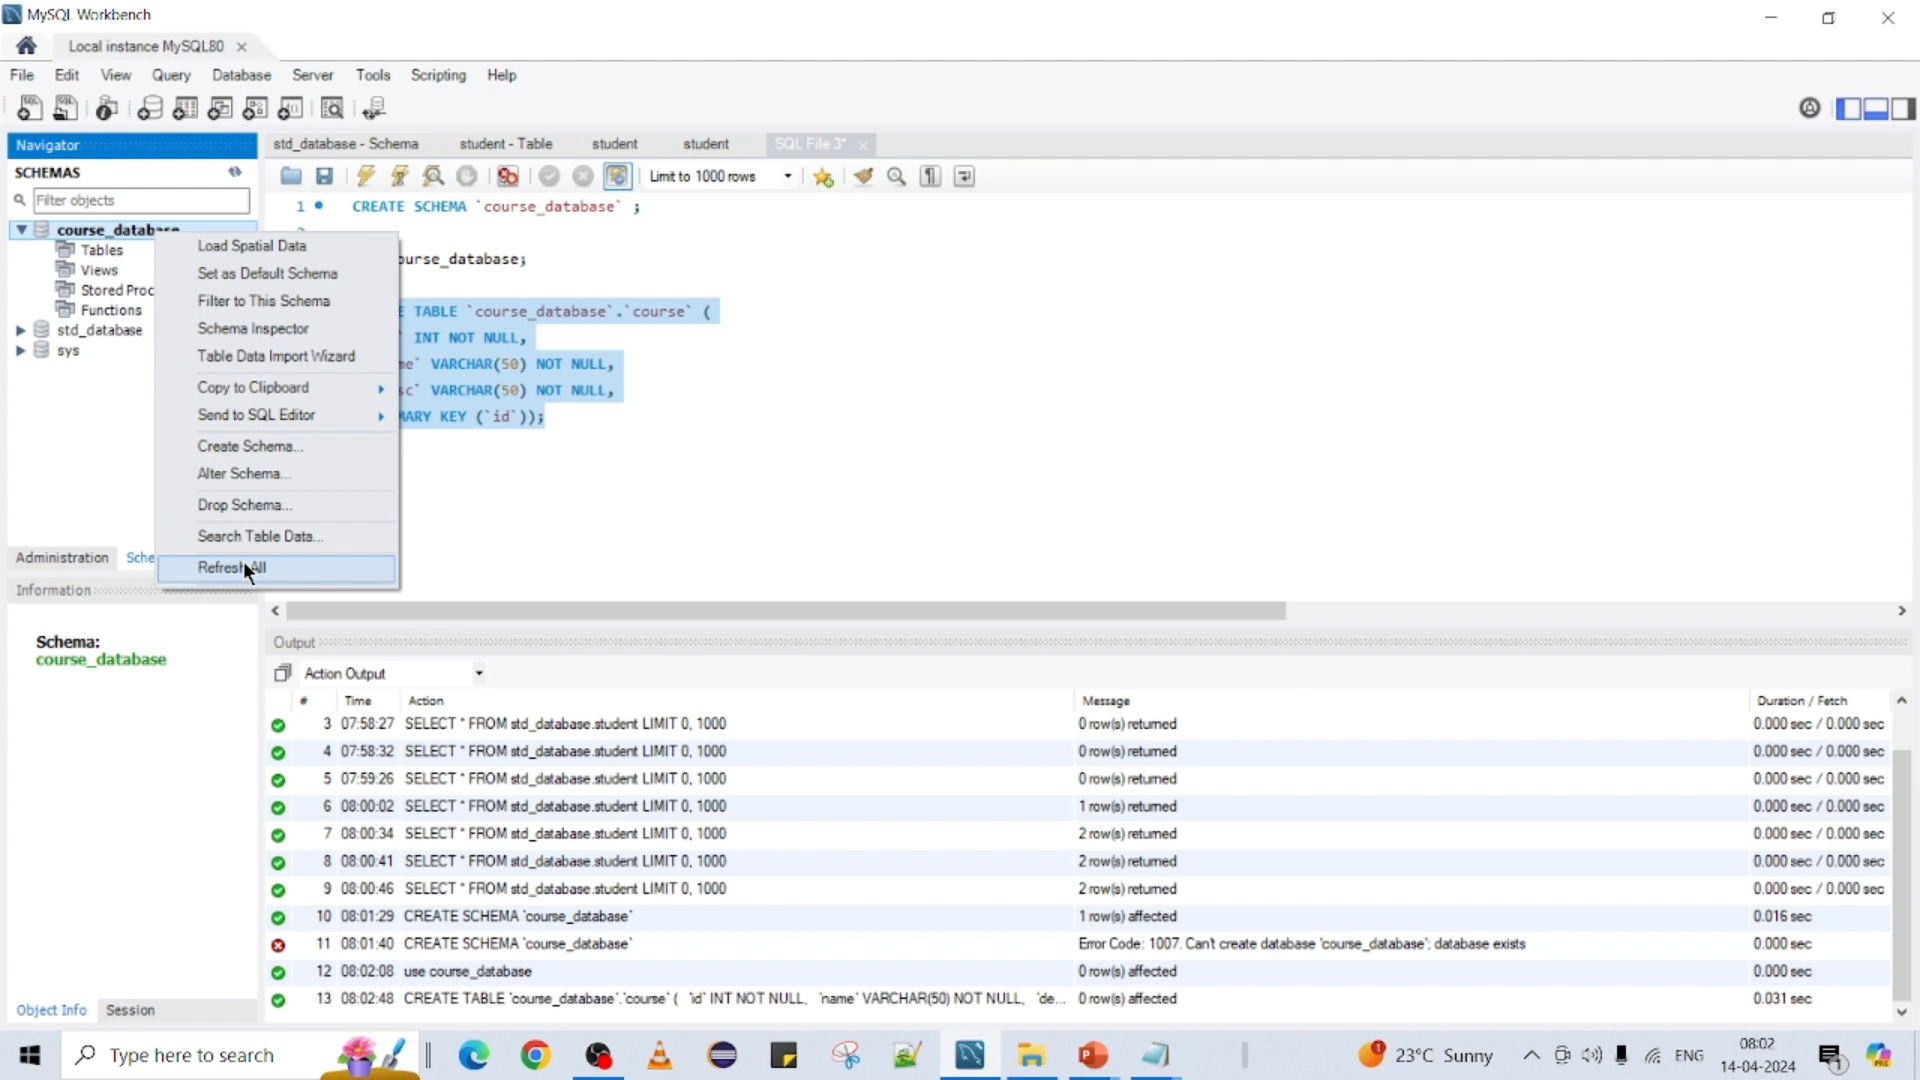 MySQL Workbench
Local instance MySQL80
File Edit View Query Database Server Tools Scripting Help
Navigator
SCHEMAS
Filter objects
course_database
Tables
Views
Stored Proc
Functions
std_database
sys
Administration Sche
Load Spatial Data
Set as Default Schema
Filter to This Schema
Schema Inspector
Table Data Import Wizard
Copy to Clipboard
Send to SQL Editor
Create Schema...
Alter Schema...
Drop Schema...
Search Table Data...
Refresh All
std_database - Schema student - Table student student SQL File 3*
Limit to 1000 rows
1 CREATE SCHEMA `course_database` ;
ourse_database;
E TABLE `course_database`.`course` (
` INT NOT NULL,
me` VARCHAR(50) NOT NULL,
sc` VARCHAR(50) NOT NULL,
MARY KEY (`id`));
Information
Schema:
course_database
Object Info Session
Output
Action Output
# Time Action Message Duration / Fetch
3 07:58:27 SELECT * FROM std_database.student LIMIT 0, 1000 0 row(s) returned 0.000 sec / 0.000 sec
4 07:58:32 SELECT * FROM std_database.student LIMIT 0, 1000 0 row(s) returned 0.000 sec / 0.000 sec
5 07:59:26 SELECT * FROM std_database.student LIMIT 0, 1000 0 row(s) returned 0.000 sec / 0.000 sec
6 08:00:02 SELECT * FROM std_database.student LIMIT 0, 1000 1 row(s) returned 0.000 sec / 0.000 sec
7 08:00:34 SELECT * FROM std_database.student LIMIT 0, 1000 2 row(s) returned 0.000 sec / 0.000 sec
8 08:00:41 SELECT * FROM std_database.student LIMIT 0, 1000 2 row(s) returned 0.000 sec / 0.000 sec
9 08:00:46 SELECT * FROM std_database.student LIMIT 0, 1000 2 row(s) returned 0.000 sec / 0.000 sec
10 08:01:29 CREATE SCHEMA `course_database` 1 row(s) affected 0.016 sec
11 08:01:40 CREATE SCHEMA `course_database` Error Code: 1007. Can't create database 'course_database'; database exists 0.000 sec
12 08:02:08 use course_database 0 row(s) affected 0.000 sec
13 08:02:48 CREATE TABLE `course_database`.`course` ( `id` INT NOT NULL, `name` VARCHAR(50) NOT NULL, `de... 0 row(s) affected 0.031 sec
Type here to search
23°C Sunny
ENG
08:02
14-04-2024